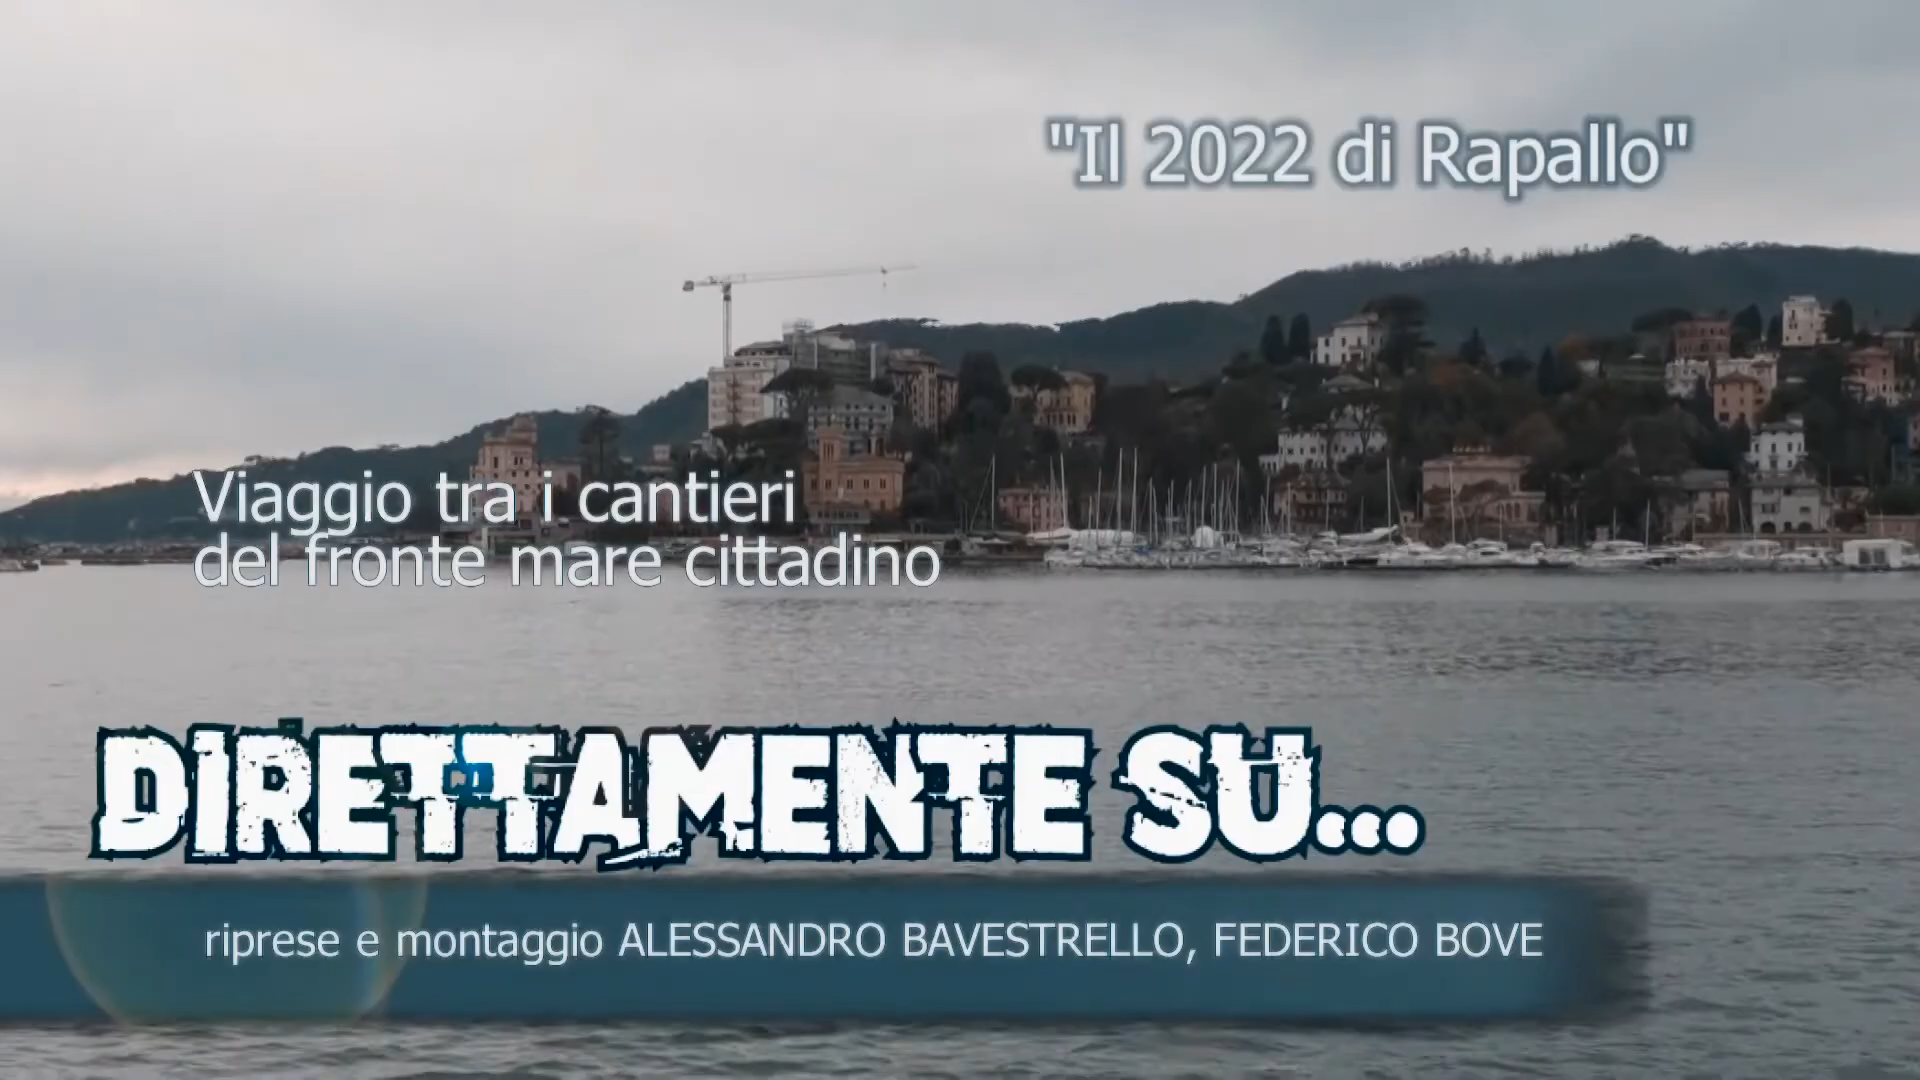 "Il 2022 di Rapallo"
Viaggio tra i cantieri
del fronte mare cittadino
DIRETTAMENTE SU...
riprese e montaggio ALESSANDRO BAVESTRELLO, FEDERICO BOVE